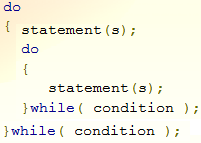 do
{ statement(s);
do
{
statement(s);
}while( condition );
}while( condition );